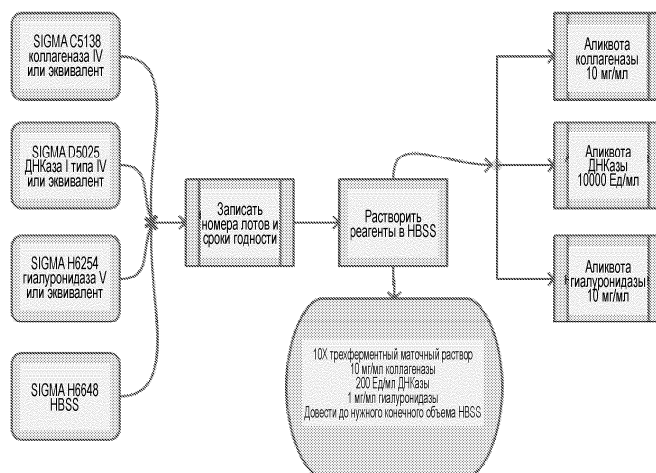 SIGMA C5138
коллагеназа IV
или эквивалент
SIGMA D5025
ДНКаза I типа IV
или эквивалент
SIGMA H6254
гиалуронидаза V
или эквивалент
SIGMA H6648
HBSS
Записать
номера лотов и
сроки годности
Растворить
реагенты в HBSS
10X трехферментный маточный раствор
10 мг/мл коллагеназы
200 Ед/мл ДНКазы
1 мг/мл гиалуронидазы
Довести до нужного конечного объема HBSS
Аликвота
коллагеназы
10 мг/мл
Аликвота
ДНКазы
10000 Ед/мл
Аликвота
гиалуронидазы
10 мг/мл